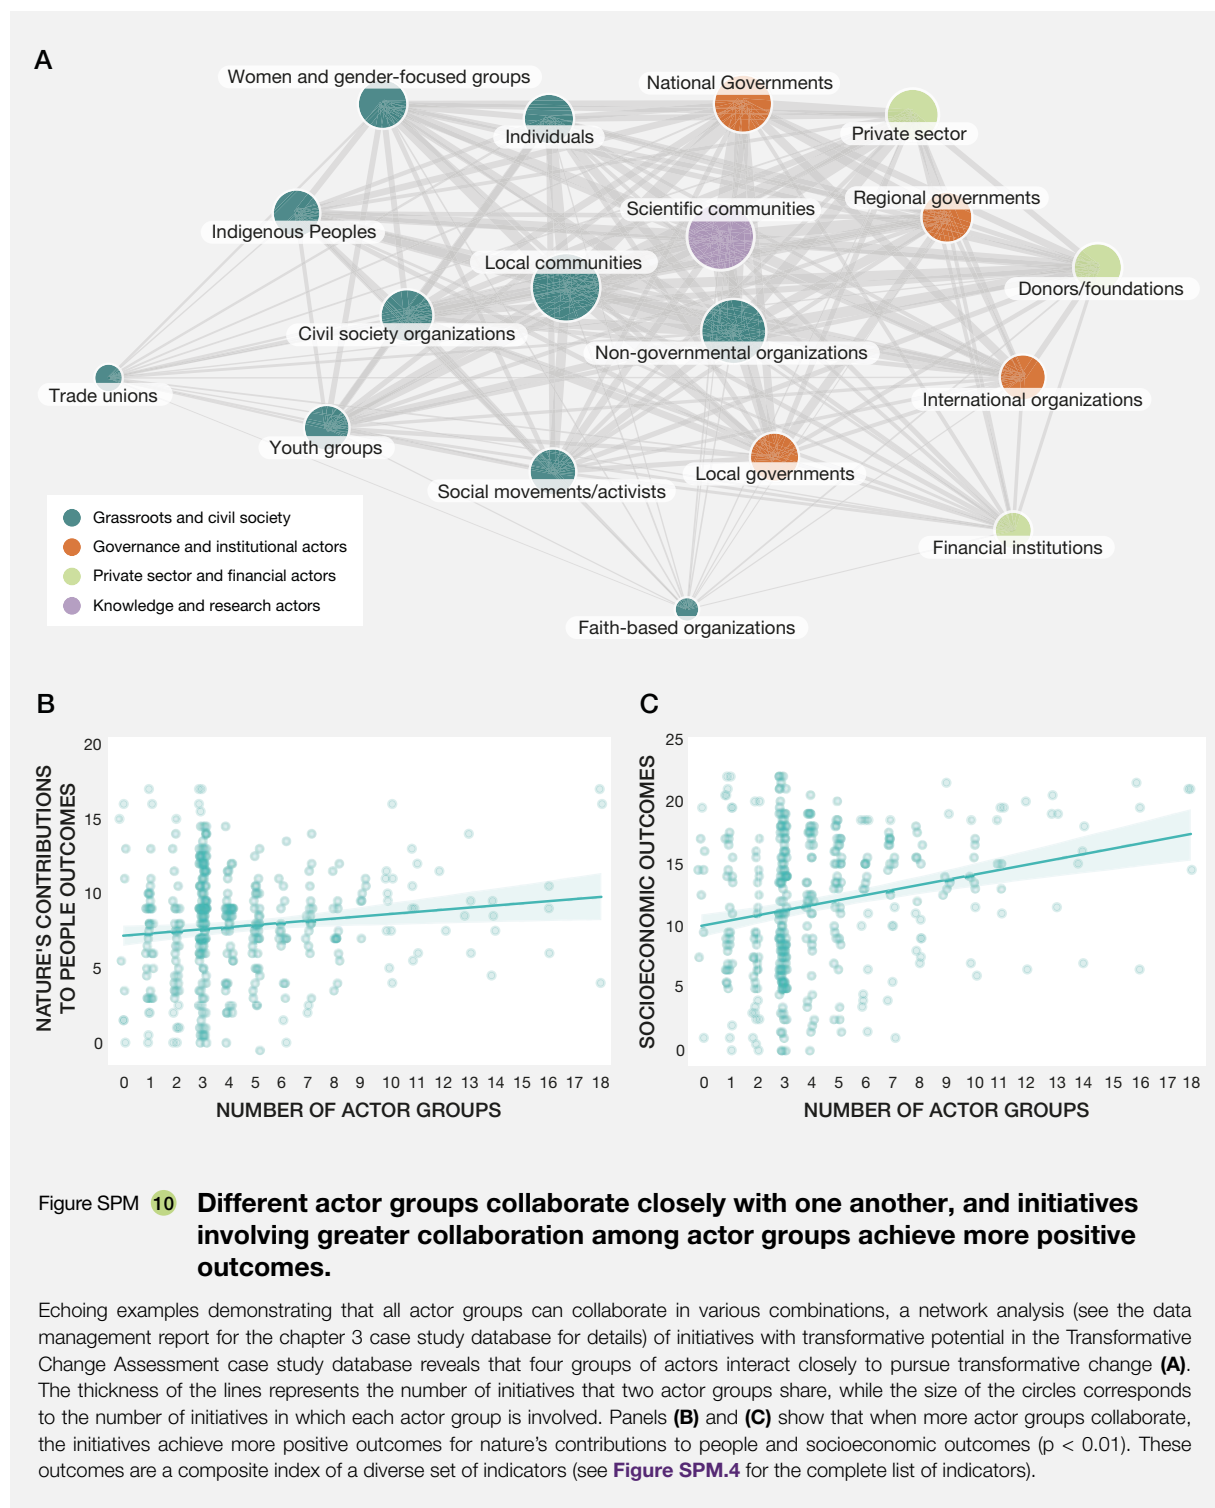 A
Women and gender-focused groups
National Governments
Individuals
Private sector
Regional governments
Scientific communities
Indigenous Peoples
Local communities
Donors/foundations
Civil society organizations
Non-governmental organizations
Trade unions
International organizations
Youth groups
Local governments
Social movements/activists
Financial institutions
Faith-based organizations
Grassroots and civil society
Governance and institutional actors
Private sector and financial actors
Knowledge and research actors
B
NATURE'S CONTRIBUTIONS
TO PEOPLE OUTCOMES
20
15
10
5
0
0 1 2 3 4 5 6 7 8 9 10 11 12 13 14 15 16 17 18
NUMBER OF ACTOR GROUPS
C
SOCIOECONOMIC OUTCOMES
25
20
15
10
5
0
0 1 2 3 4 5 6 7 8 9 10 11 12 13 14 15 16 17 18
NUMBER OF ACTOR GROUPS
Figure SPM 10 Different actor groups collaborate closely with one another, and initiatives
involving greater collaboration among actor groups achieve more positive
outcomes.
Echoing examples demonstrating that all actor groups can collaborate in various combinations, a network analysis (see the data
management report for the chapter 3 case study database for details) of initiatives with transformative potential in the Transformative
Change Assessment case study database reveals that four groups of actors interact closely to pursue transformative change (A).
The thickness of the lines represents the number of initiatives that two actor groups share, while the size of the circles corresponds
to the number of initiatives in which each actor group is involved. Panels (B) and (C) show that when more actor groups collaborate,
the initiatives achieve more positive outcomes for nature's contributions to people and socioeconomic outcomes (p < 0.01). These
outcomes are a composite index of a diverse set of indicators (see Figure SPM.4 for the complete list of indicators).